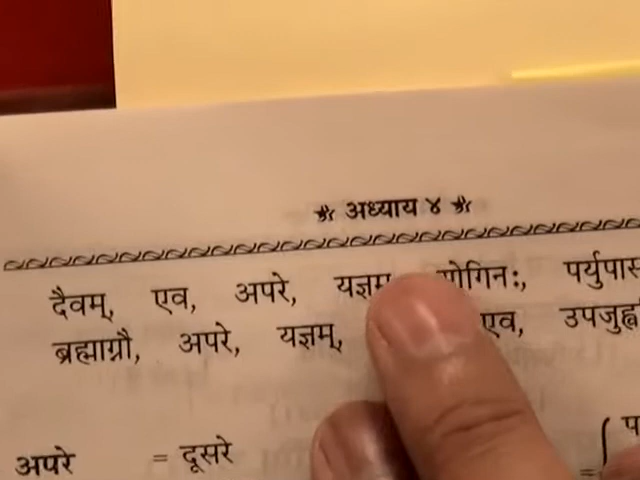 अध्याय ४
दैवम्, एव, अपरे, यज्ञम् योगिनः, पर्युपास
ब्रह्माग्नौ, अपरे, यज्ञम्, एव, उपजुह्व
अपरे = दूसरे =